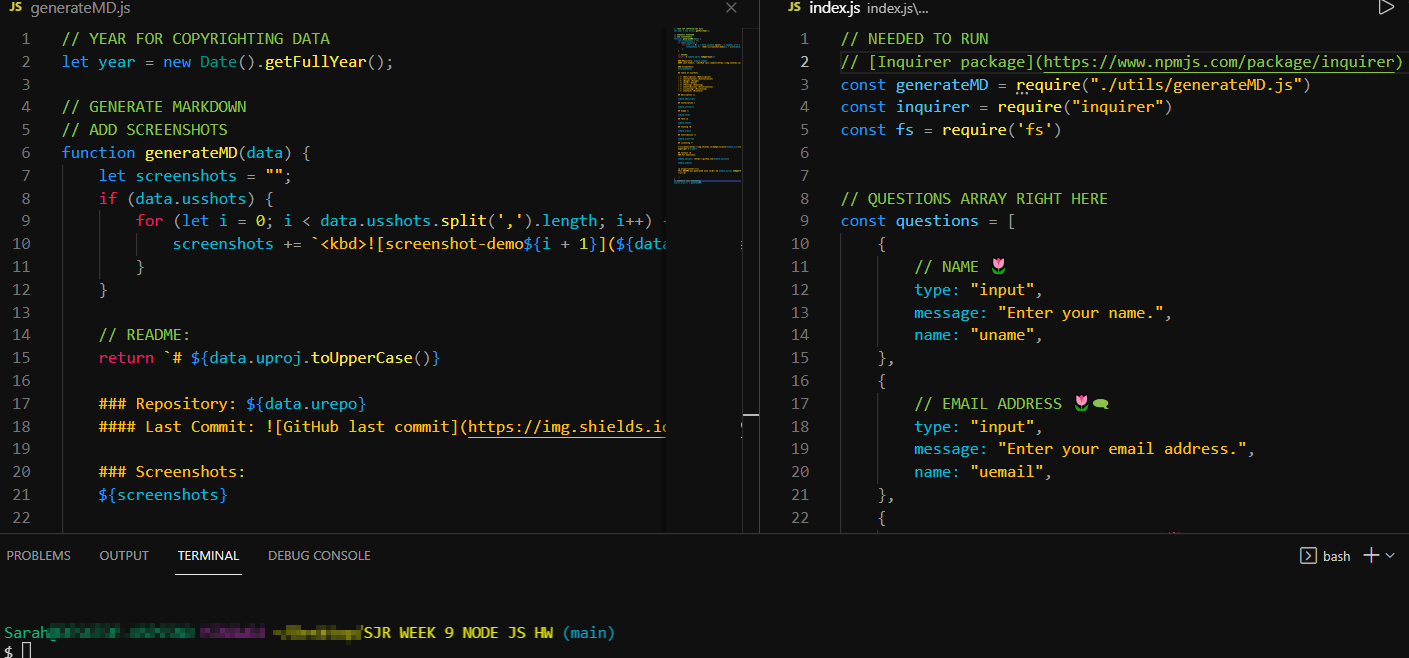 JS generateMD.js
1 // YEAR FOR COPYRIGHTING DATA
2 let year = new Date().getFullYear();
3
4 // GENERATE MARKDOWN
5 // ADD SCREENSHOTS
6 function generateMD(data) {
7 let screenshots = "";
8 if (data.usshots) {
9 for (let i = 0; i < data.usshots.split(',').length; i++)
10 screenshots += `<kbd>![screenshot-demo${i + 1}](${data
11 }
12 }
13
14 // README:
15 return `# ${data.uproj.toUpperCase()}
16
17 ### Repository: ${data.urepo}
18 #### Last Commit: ![GitHub last commit](https://img.shields.io
19
20 ### Screenshots:
21 ${screenshots}
22
JS index.js index.js\...
1 // NEEDED TO RUN
2 // [Inquirer package](https://www.npmjs.com/package/inquirer)
3 const generateMD = require("./utils/generateMD.js")
4 const inquirer = require("inquirer")
5 const fs = require('fs')
6
7
8 // QUESTIONS ARRAY RIGHT HERE
9 const questions = [
10 {
11 // NAME 🌷
12 type: "input",
13 message: "Enter your name.",
14 name: "uname",
15 },
16 {
17 // EMAIL ADDRESS 🌷🗨
18 type: "input",
19 message: "Enter your email address.",
20 name: "uemail",
21 },
22 {
PROBLEMS OUTPUT TERMINAL DEBUG CONSOLE
bash
Sarah SJR WEEK 9 NODE JS HW (main)
$